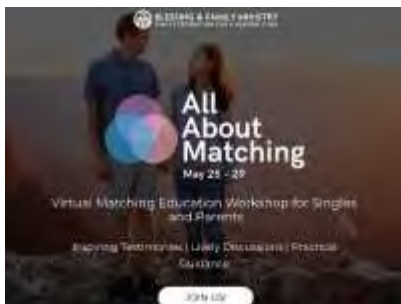 BLESSING & FAMILY MINISTRY
All
About
Matching
May 25 - 29
Virtual Matching Education Workshop for Singles
and Parents
Inspiring Testimonies | Lively Discussions | Practical
Guidance
JOIN US!